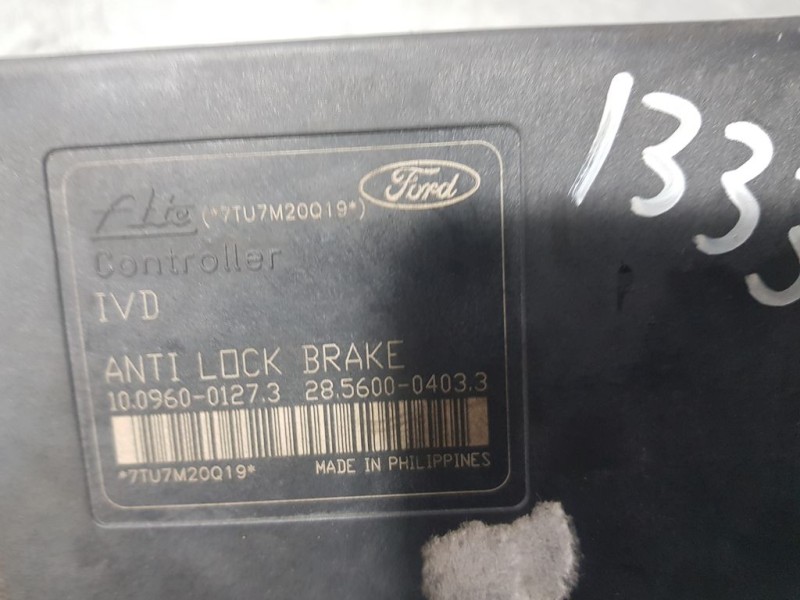 Ate (*7TU7M20Q19*) Ford
Controller
IVD
ANTI LOCK BRAKE
10.0960-0127.3 28.5600-0403.3
*7TU7M20Q19* MADE IN PHILIPPINES
133